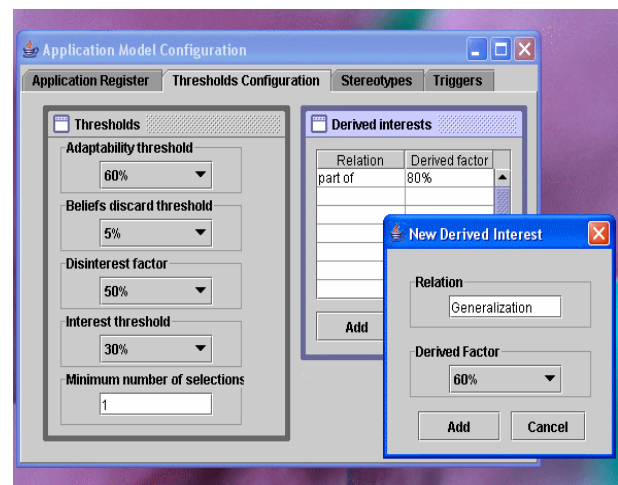 Application Model Configuration
Application Register Thresholds Configuration Stereotypes Triggers
Thresholds
Adaptability threshold
60%
Beliefs discard threshold
5%
Disinterest factor
50%
Interest threshold
30%
Minimum number of selections
1
Derived interests
Relation Derived factor
part of 80%
Add
New Derived Interest
Relation
Generalization
Derived Factor
60%
Add Cancel